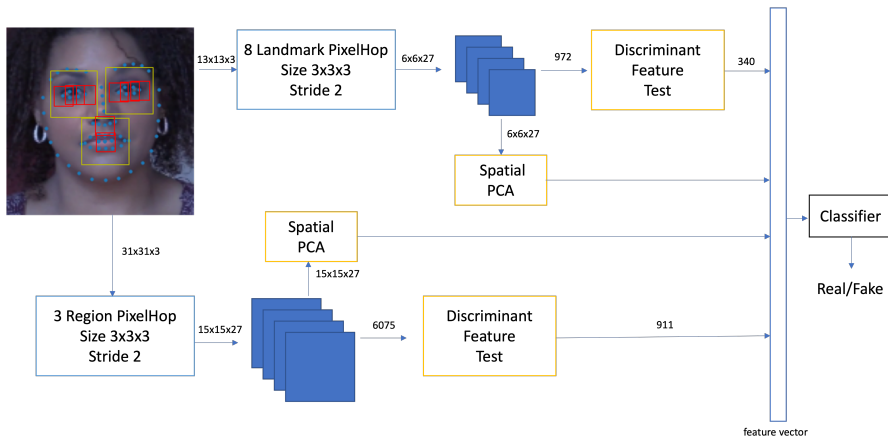 13x13x3
8 Landmark PixelHop
Size 3x3x3
Stride 2
6x6x27
972
Discriminant
Feature
Test
340
6x6x27
Spatial
PCA
Spatial
PCA
Classifier
31x31x3
15x15x27
Real/Fake
3 Region PixelHop
Size 3x3x3
Stride 2
15x15x27
6075
Discriminant
Feature
Test
911
feature vector